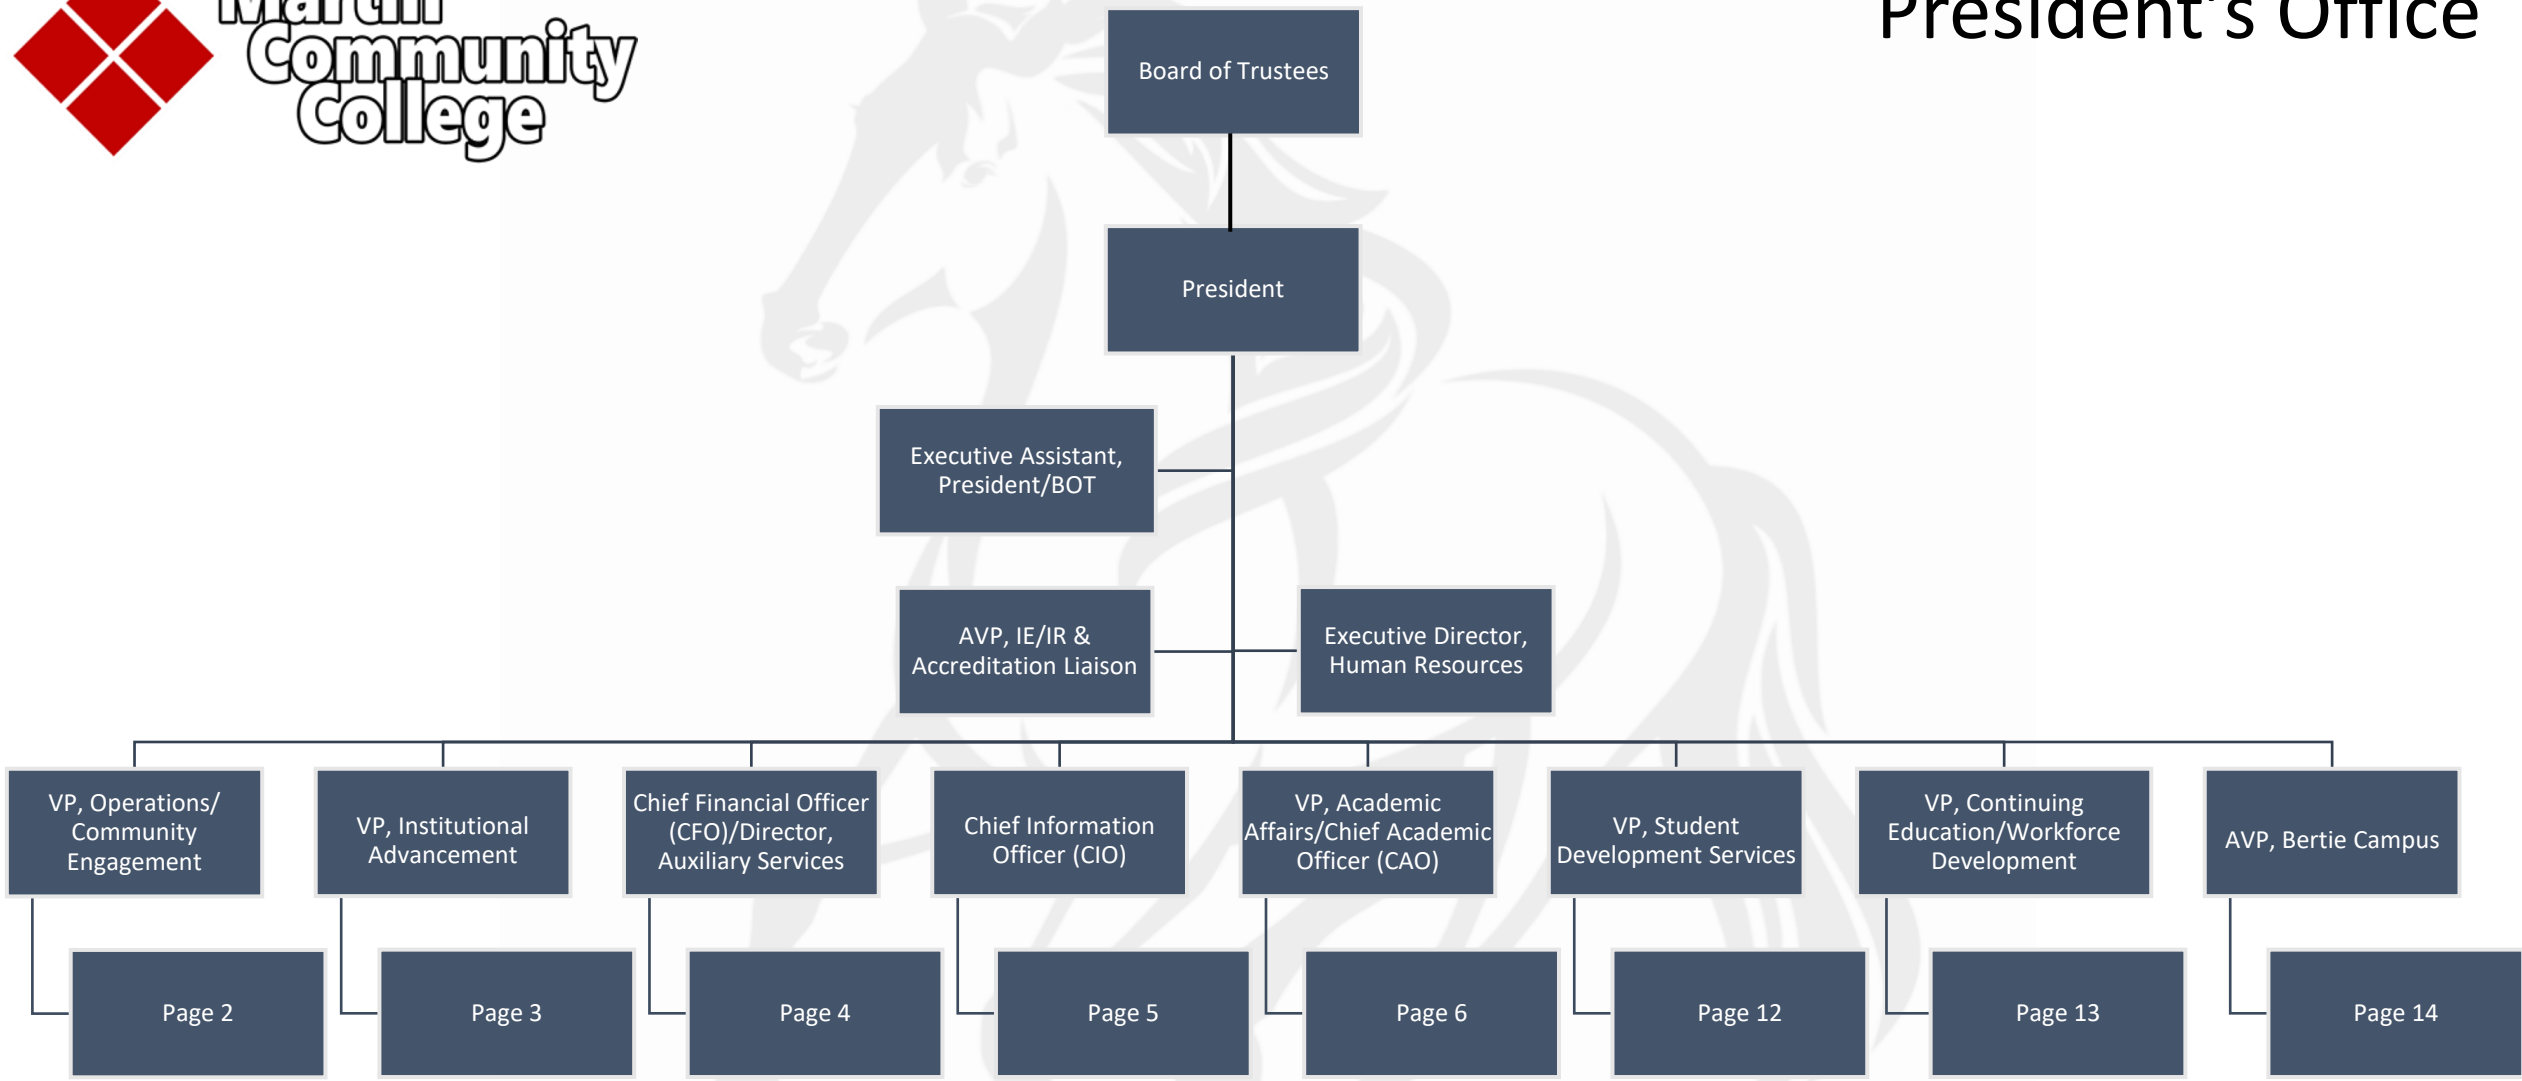 Martin
Community
College
President's Office
Board of Trustees
President
Executive Assistant,
President/BOT
AVP, IE/IR &
Accreditation Liaison
Executive Director,
Human Resources
VP, Operations/
Community
Engagement
VP, Institutional
Advancement
Chief Financial Officer
(CFO)/Director,
Auxiliary Services
Chief Information
Officer (CIO)
VP, Academic
Affairs/Chief Academic
Officer (CAO)
VP, Student
Development Services
VP, Continuing
Education/Workforce
Development
AVP, Bertie Campus
Page 2
Page 3
Page 4
Page 5
Page 6
Page 12
Page 13
Page 14